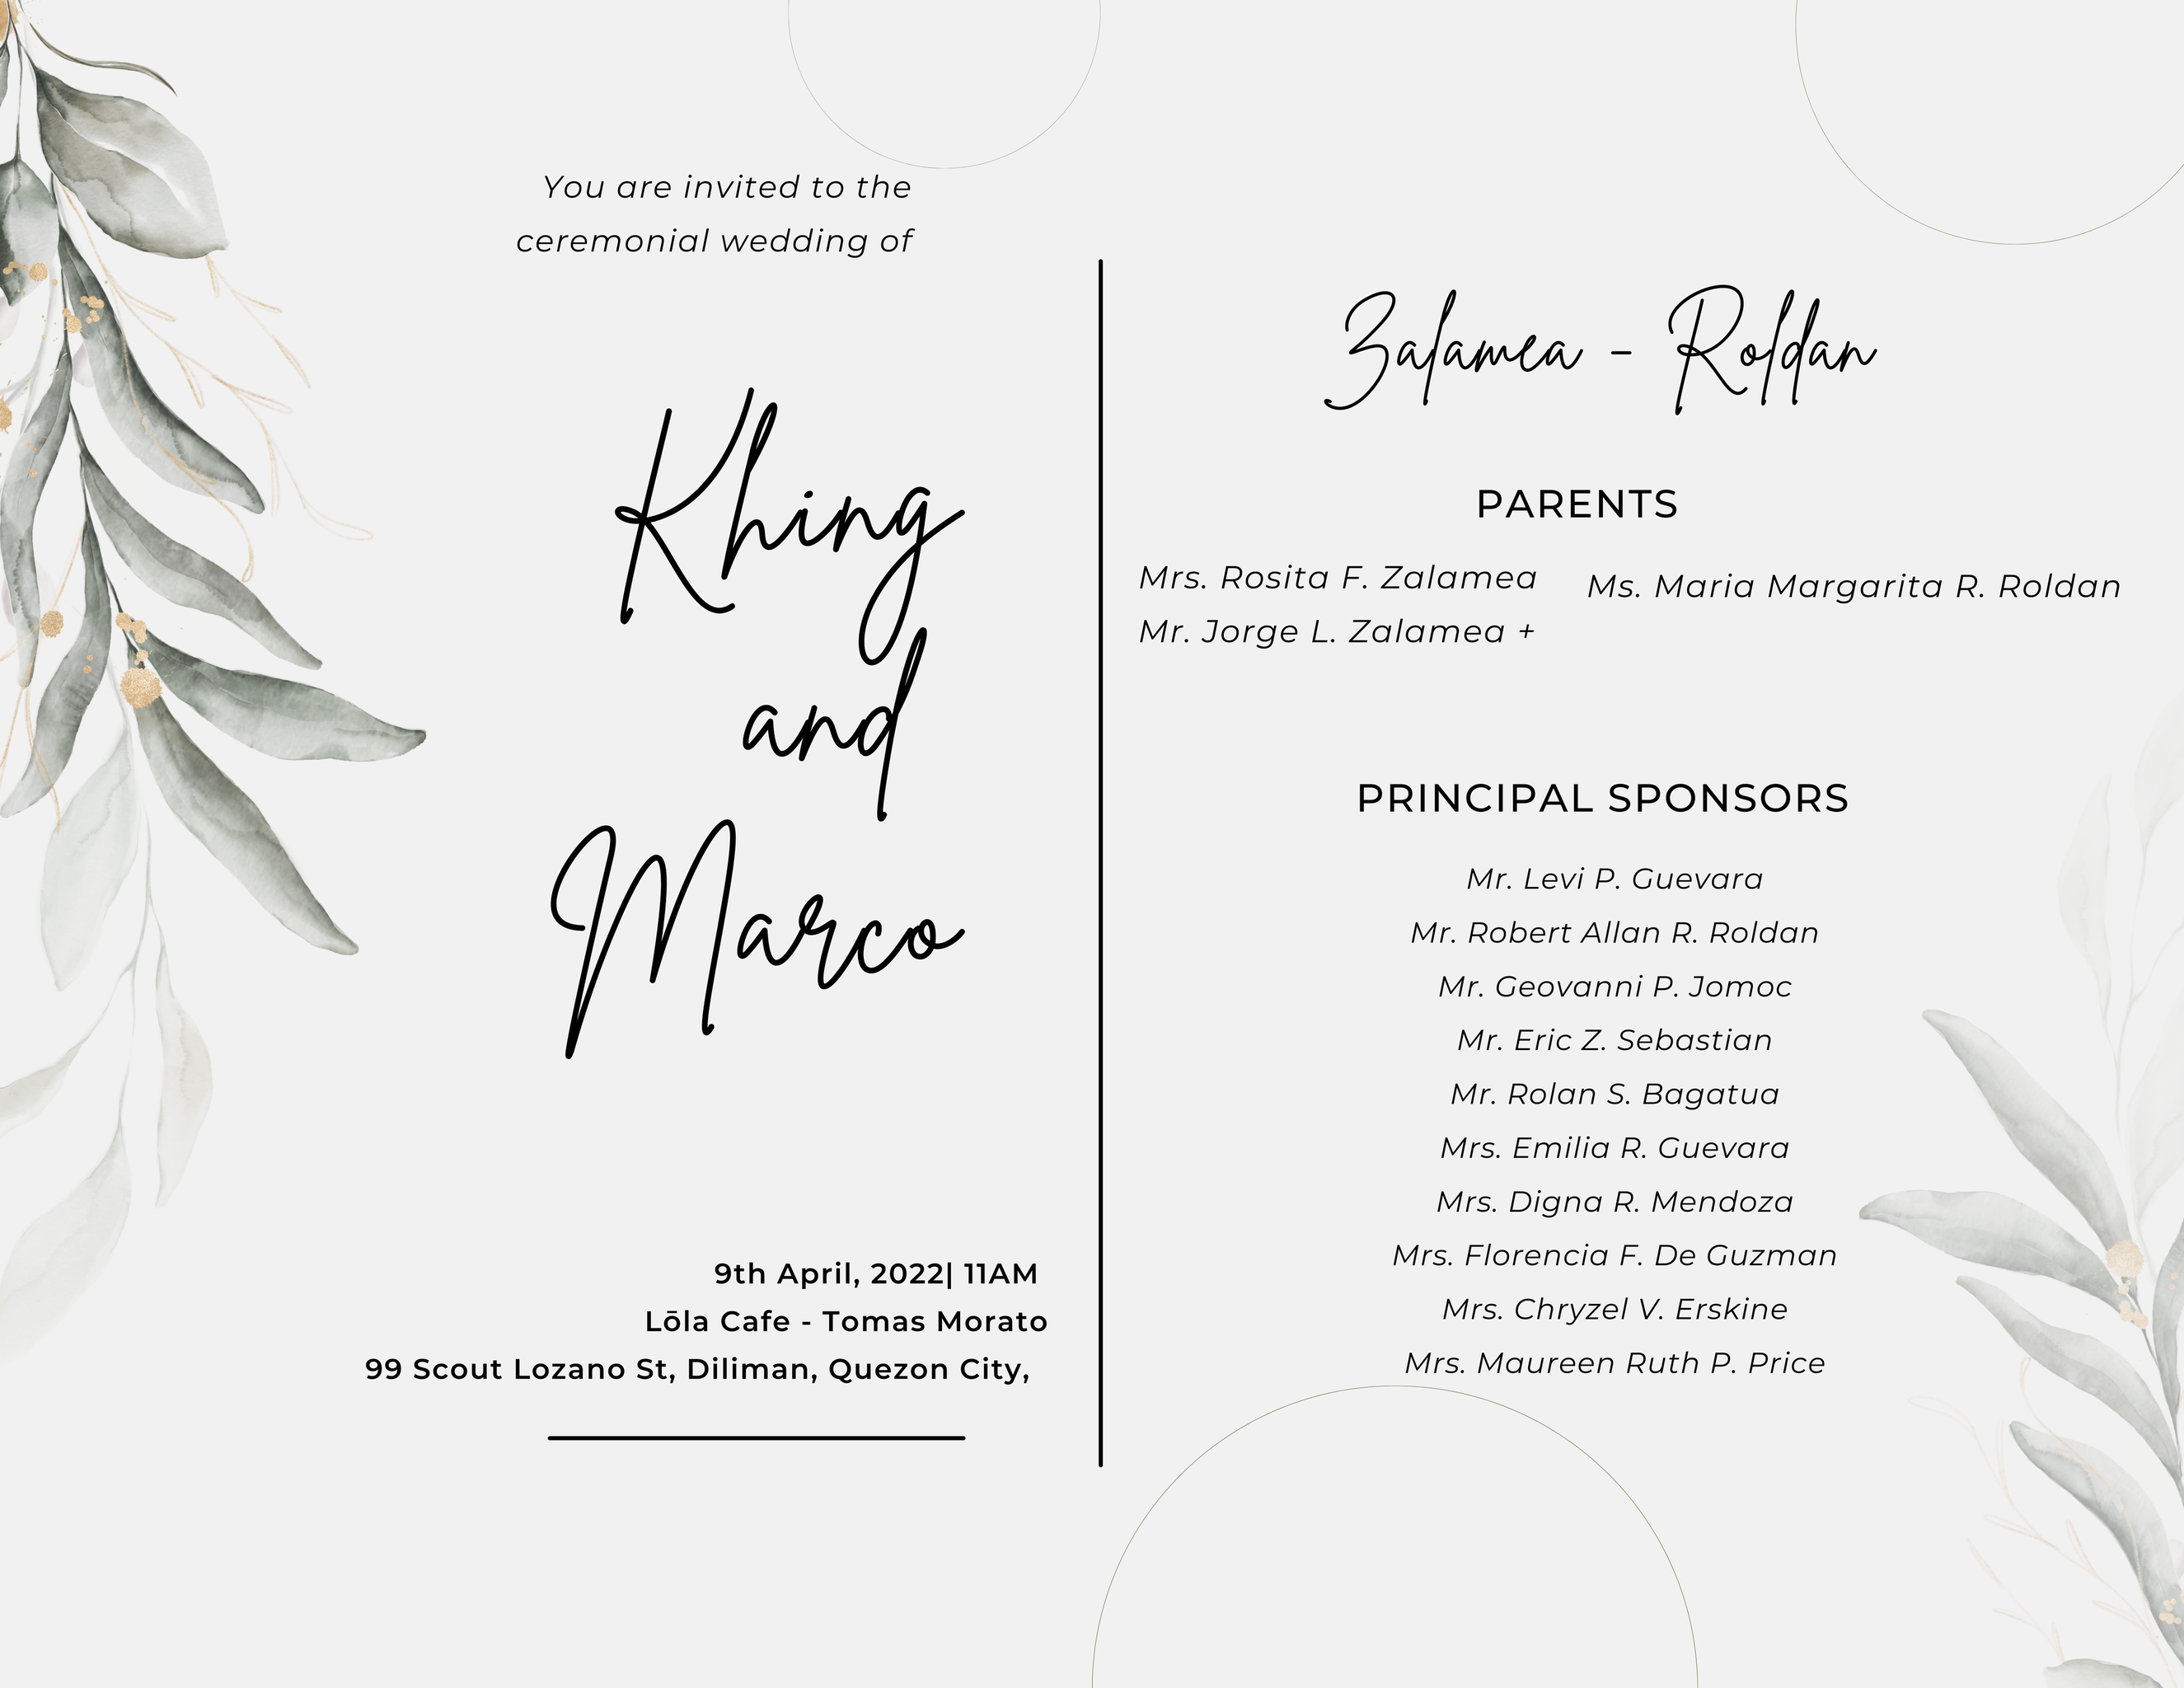 You are invited to the
ceremonial wedding of
Khing
and
Marco
9th April, 2022| 11AM
Lōla Cafe - Tomas Morato
99 Scout Lozano St, Diliman, Quezon City,
Zalamea - Roldan
PARENTS
Mrs. Rosita F. Zalamea
Mr. Jorge L. Zalamea +
Ms. Maria Margarita R. Roldan
PRINCIPAL SPONSORS
Mr. Levi P. Guevara
Mr. Robert Allan R. Roldan
Mr. Geovanni P. Jomoc
Mr. Eric Z. Sebastian
Mr. Rolan S. Bagatua
Mrs. Emilia R. Guevara
Mrs. Digna R. Mendoza
Mrs. Florencia F. De Guzman
Mrs. Chryzel V. Erskine
Mrs. Maureen Ruth P. Price